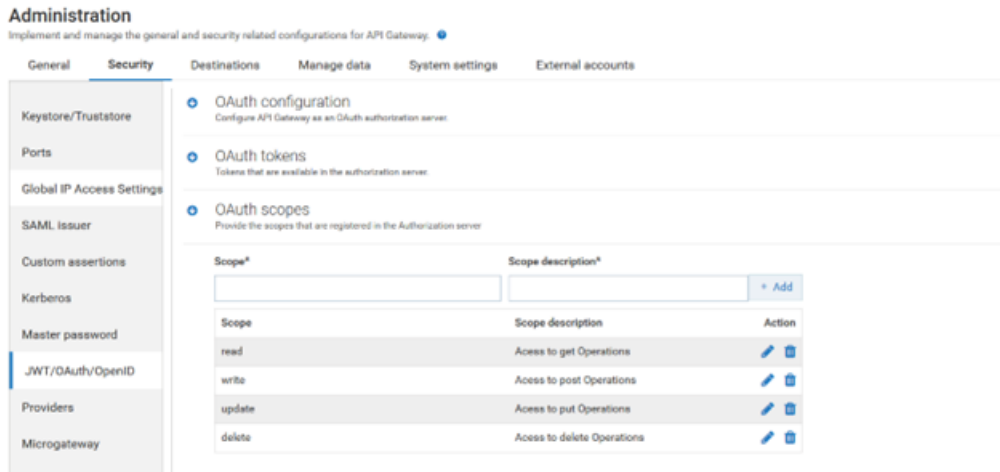 Administration
Implement and manage the general and security related configurations for API Gateway.
General Security Destinations Manage data System settings External accounts
Keystore/Truststore
Ports
Global IP Access Settings
SAML issuer
Custom assertions
Kerberos
Master password
JWT/OAuth/OpenID
Providers
Microgateway
OAuth configuration
Configure API Gateway as an OAuth authorization server.
OAuth tokens
Tokens that are available in the authorization server.
OAuth scopes
Provide the scopes that are registered in the Authorization server
Scope* Scope description*
+ Add
Scope Scope description Action
read Acess to get Operations
write Acess to post Operations
update Acess to put Operations
delete Acess to delete Operations